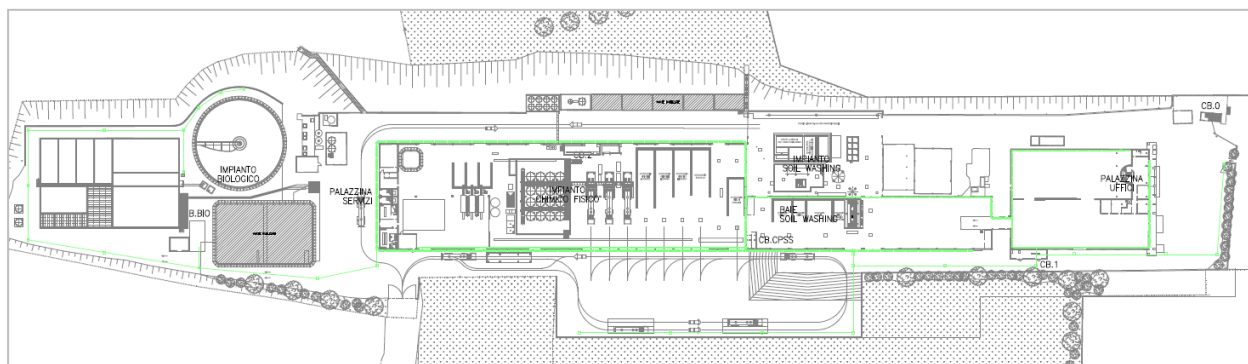 CB.0
IMPIANTO
BIOLOGICO
PALAZZINA
SERVIZI
IMPIANTO
CHIMICO FISICO
IMPIANTO
SOIL WASHING
PALAZZINA
UFFICI
BAIE
SOIL WASHING
B.BIO
CB.CPSS
CB.1